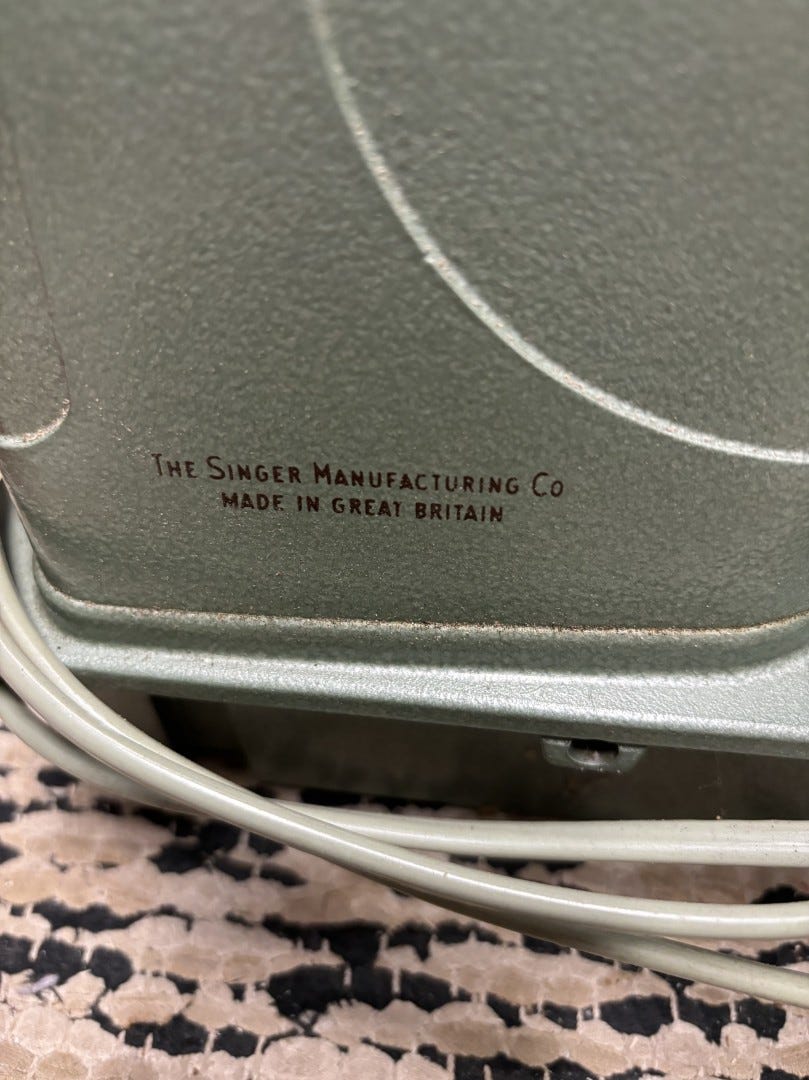 The Singer Manufacturing Co
MADE IN GREAT BRITAIN